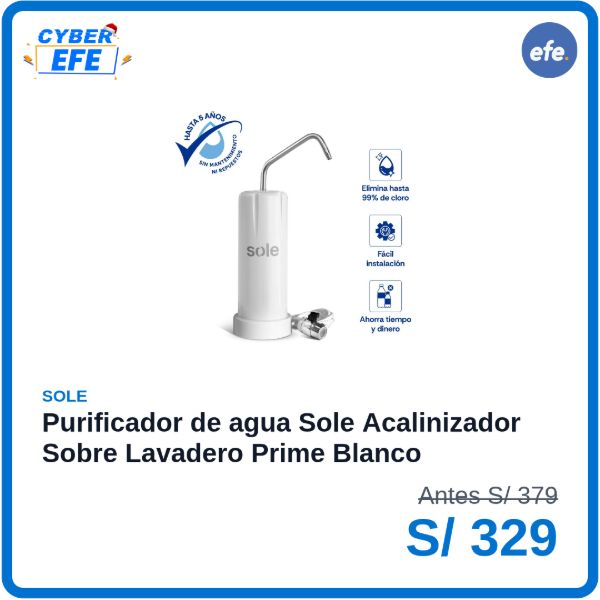 CYBER
EFE
efe.
HASTA 5 AÑOS
SIN MANTENIMIENTO
NI REPUESTOS
sole
Elimina hasta
99% de cloro
Fácil
instalación
Ahorra tiempo
y dinero
SOLE
Purificador de agua Sole Acalinizador
Sobre Lavadero Prime Blanco
Antes S/ 379
S/ 329